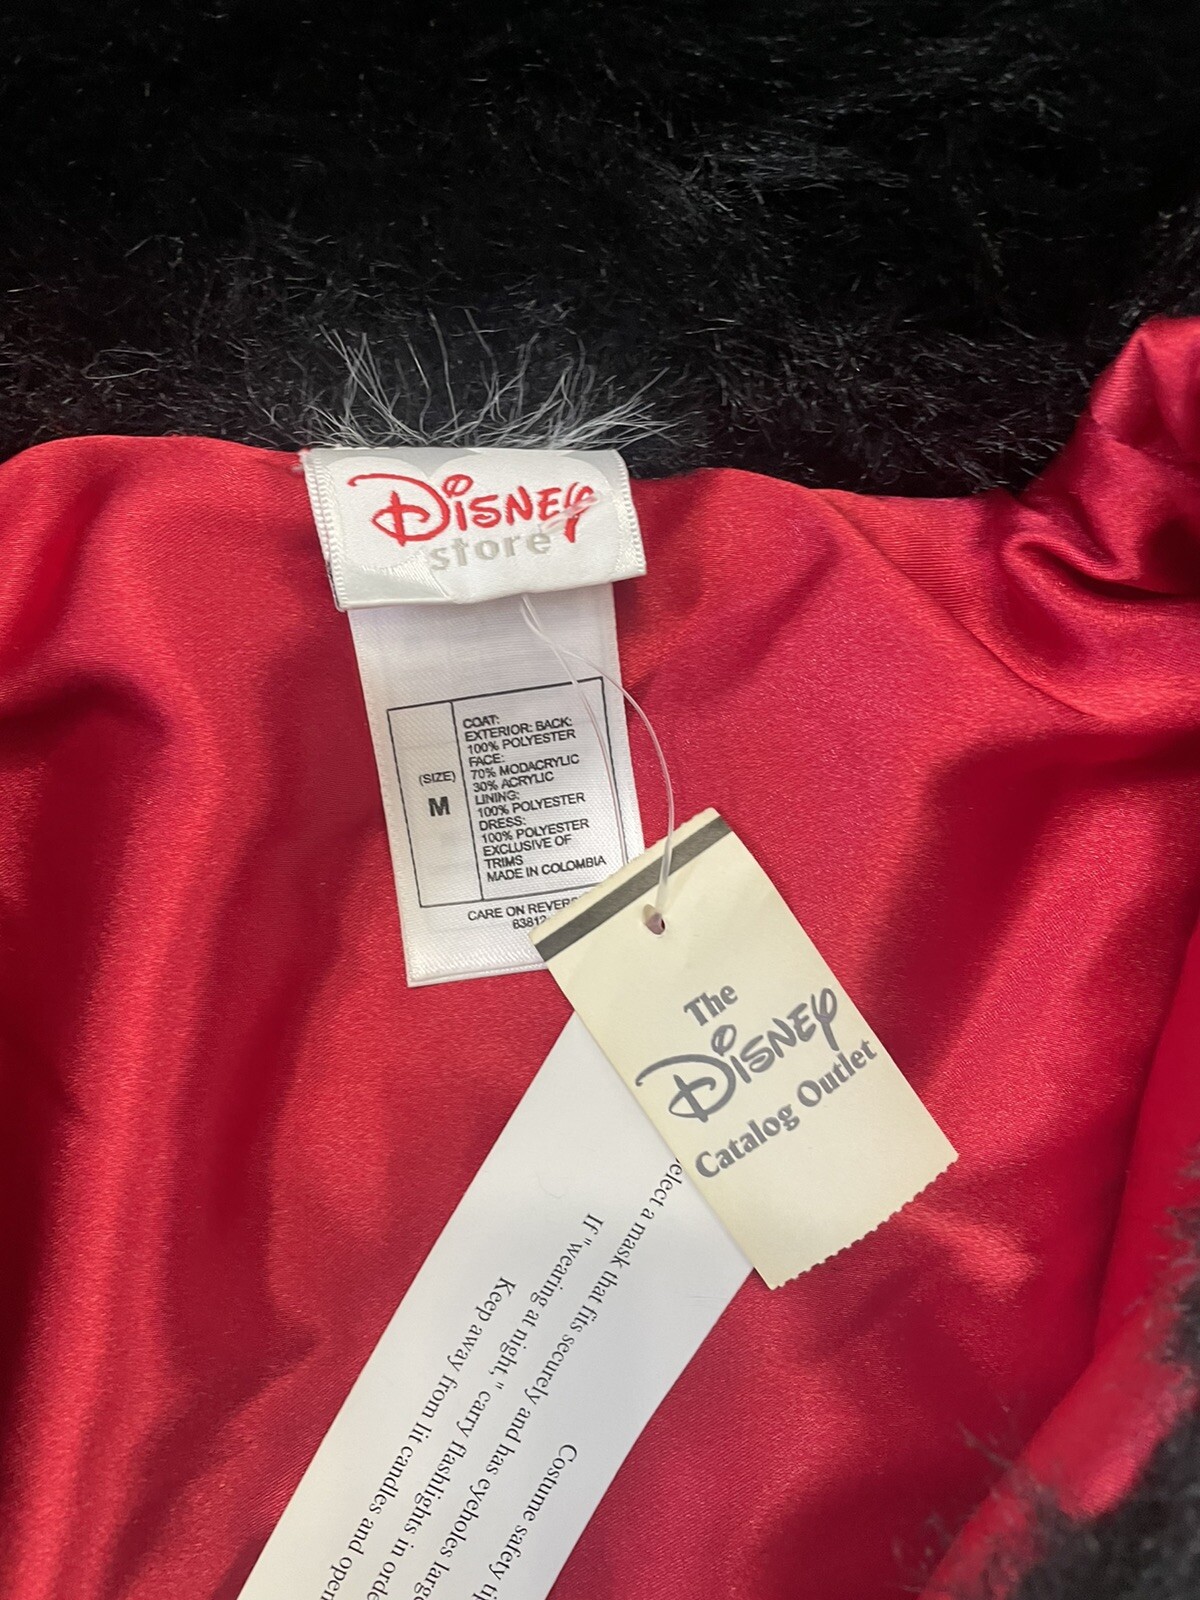 Disney
store
(SIZE)
M
COAT:
EXTERIOR: BACK:
100% POLYESTER
FACE:
70% MODACRYLIC
30% ACRYLIC
LINING:
100% POLYESTER
DRESS:
100% POLYESTER
EXCLUSIVE OF
TRIMS
MADE IN COLOMBIA
CARE ON
The
Disney
Catalog Outlet
Costume safety
a mask that fits securely and has eyeholes
If "wearing at night," carry flashlights in
Keep away from lit candles and